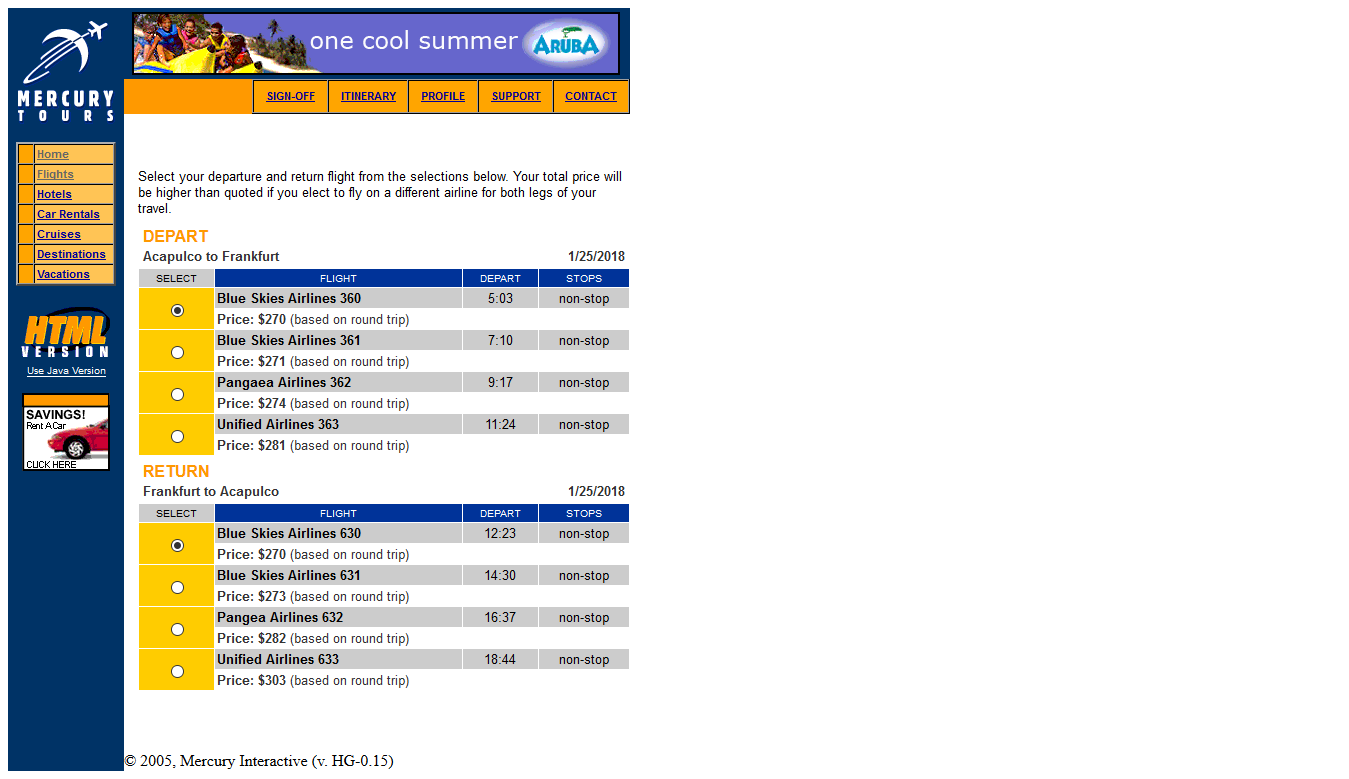 MERCURY
TOURS
one cool summer
ARUBA
SIGN-OFF
ITINERARY
PROFILE
SUPPORT
CONTACT
Home
Flights
Hotels
Car Rentals
Cruises
Destinations
Vacations
HTML
VERSION
Use Java Version
SAVINGS!
Rent A Car
CLICK HERE
Select your departure and return flight from the selections below. Your total price will
be higher than quoted if you elect to fly on a different airline for both legs of your
travel.
DEPART
Acapulco to Frankfurt 1/25/2018
SELECT FLIGHT DEPART STOPS
Blue Skies Airlines 360 5:03 non-stop
Price: $270 (based on round trip)
Blue Skies Airlines 361 7:10 non-stop
Price: $271 (based on round trip)
Pangaea Airlines 362 9:17 non-stop
Price: $274 (based on round trip)
Unified Airlines 363 11:24 non-stop
Price: $281 (based on round trip)
RETURN
Frankfurt to Acapulco 1/25/2018
SELECT FLIGHT DEPART STOPS
Blue Skies Airlines 630 12:23 non-stop
Price: $270 (based on round trip)
Blue Skies Airlines 631 14:30 non-stop
Price: $273 (based on round trip)
Pangea Airlines 632 16:37 non-stop
Price: $282 (based on round trip)
Unified Airlines 633 18:44 non-stop
Price: $303 (based on round trip)
© 2005, Mercury Interactive (v. HG-0.15)